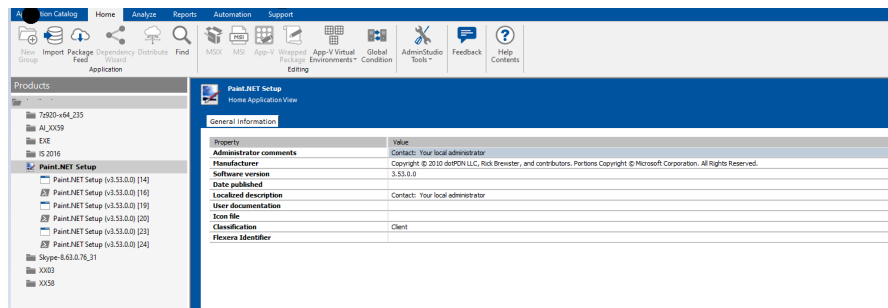 Ap   tion Catalog Home Analyze Reports Automation Support
New Group Import Package Feed Dependency Wizard Distribute Find MSIX MSI App-V Wrapped Package App-V Virtual Environments Global Condition AdminStudio Tools Feedback Help Contents
Application Editing
Products
Paint.NET Setup
Home Application View
General Information
7z920-x64_235
AI_XX59
EXE
IS 2016
Paint.NET Setup
Paint.NET Setup (v3.53.0.0) [14]
Paint.NET Setup (v3.53.0.0) [16]
Paint.NET Setup (v3.53.0.0) [19]
Paint.NET Setup (v3.53.0.0) [20]
Paint.NET Setup (v3.53.0.0) [23]
Paint.NET Setup (v3.53.0.0) [24]
Skype-8.63.0.76_31
XX03
XX58
Property Value
Administrator comments Contact: Your local administrator
Manufacturer Copyright © 2010 dotPDN LLC, Rick Brewster, and contributors. Portions Copyright © Microsoft Corporation. All Rights Reserved.
Software version 3.53.0.0
Date published
Localized description Contact: Your local administrator
User documentation
Icon file
Classification Client
Flexera Identifier